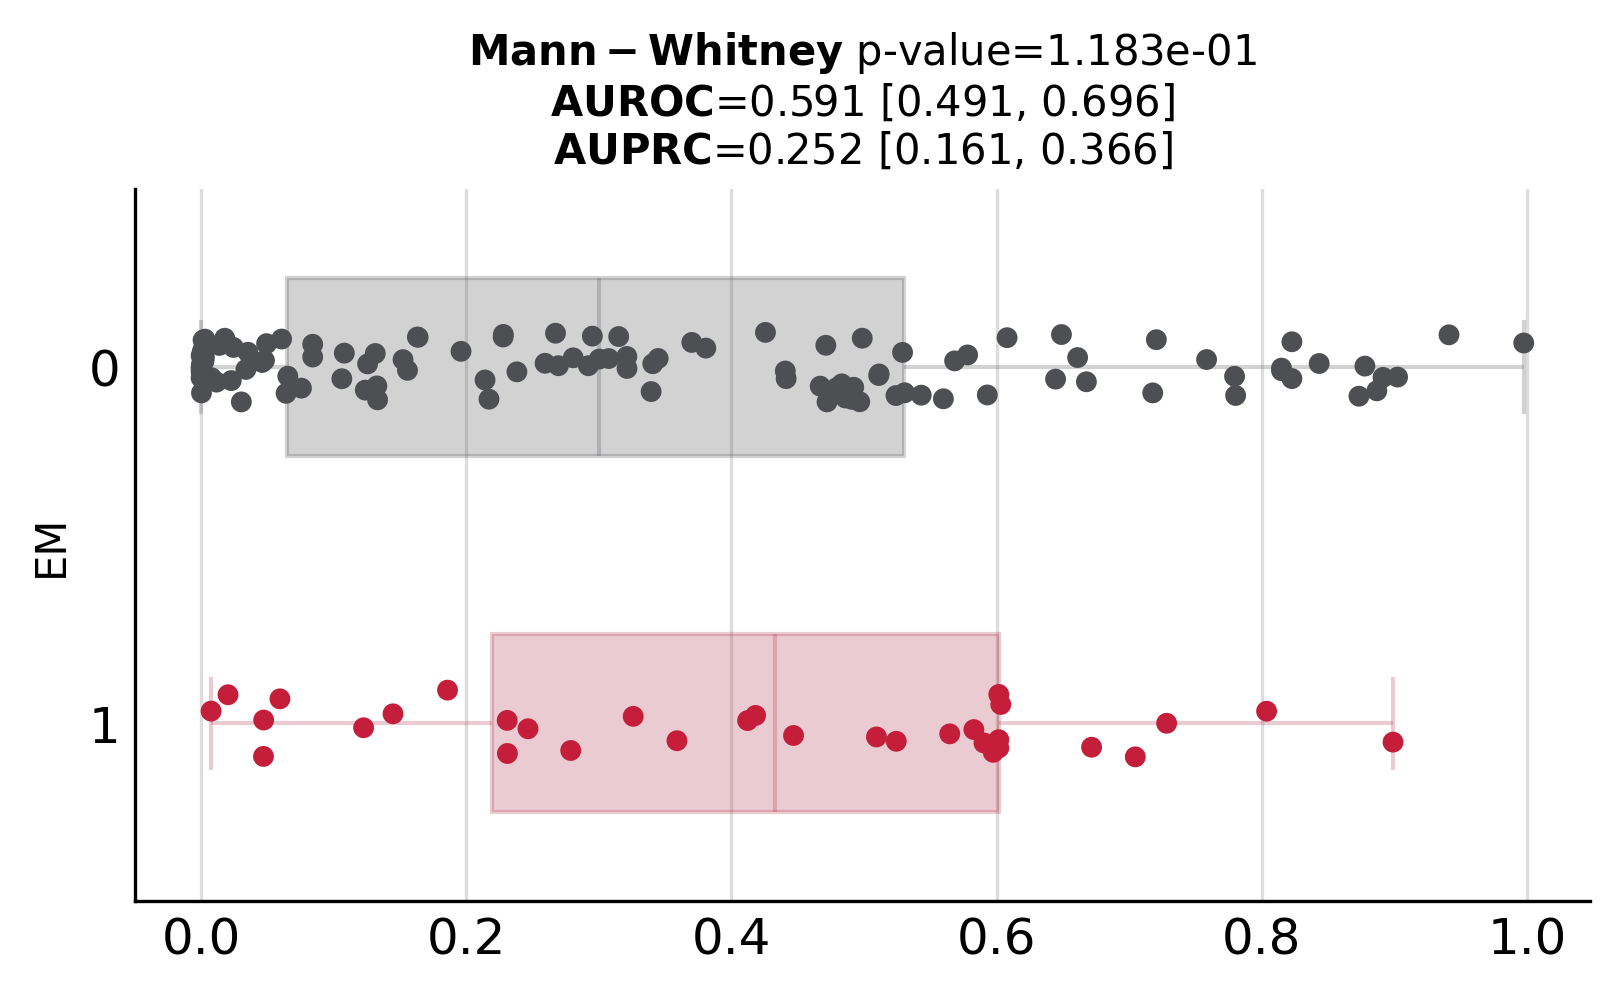 Mann−Whitney p-value=1.183e-01
AUROC=0.591 [0.491, 0.696]
AUPRC=0.252 [0.161, 0.366]
0
EM
1
0.0 0.2 0.4 0.6 0.8 1.0